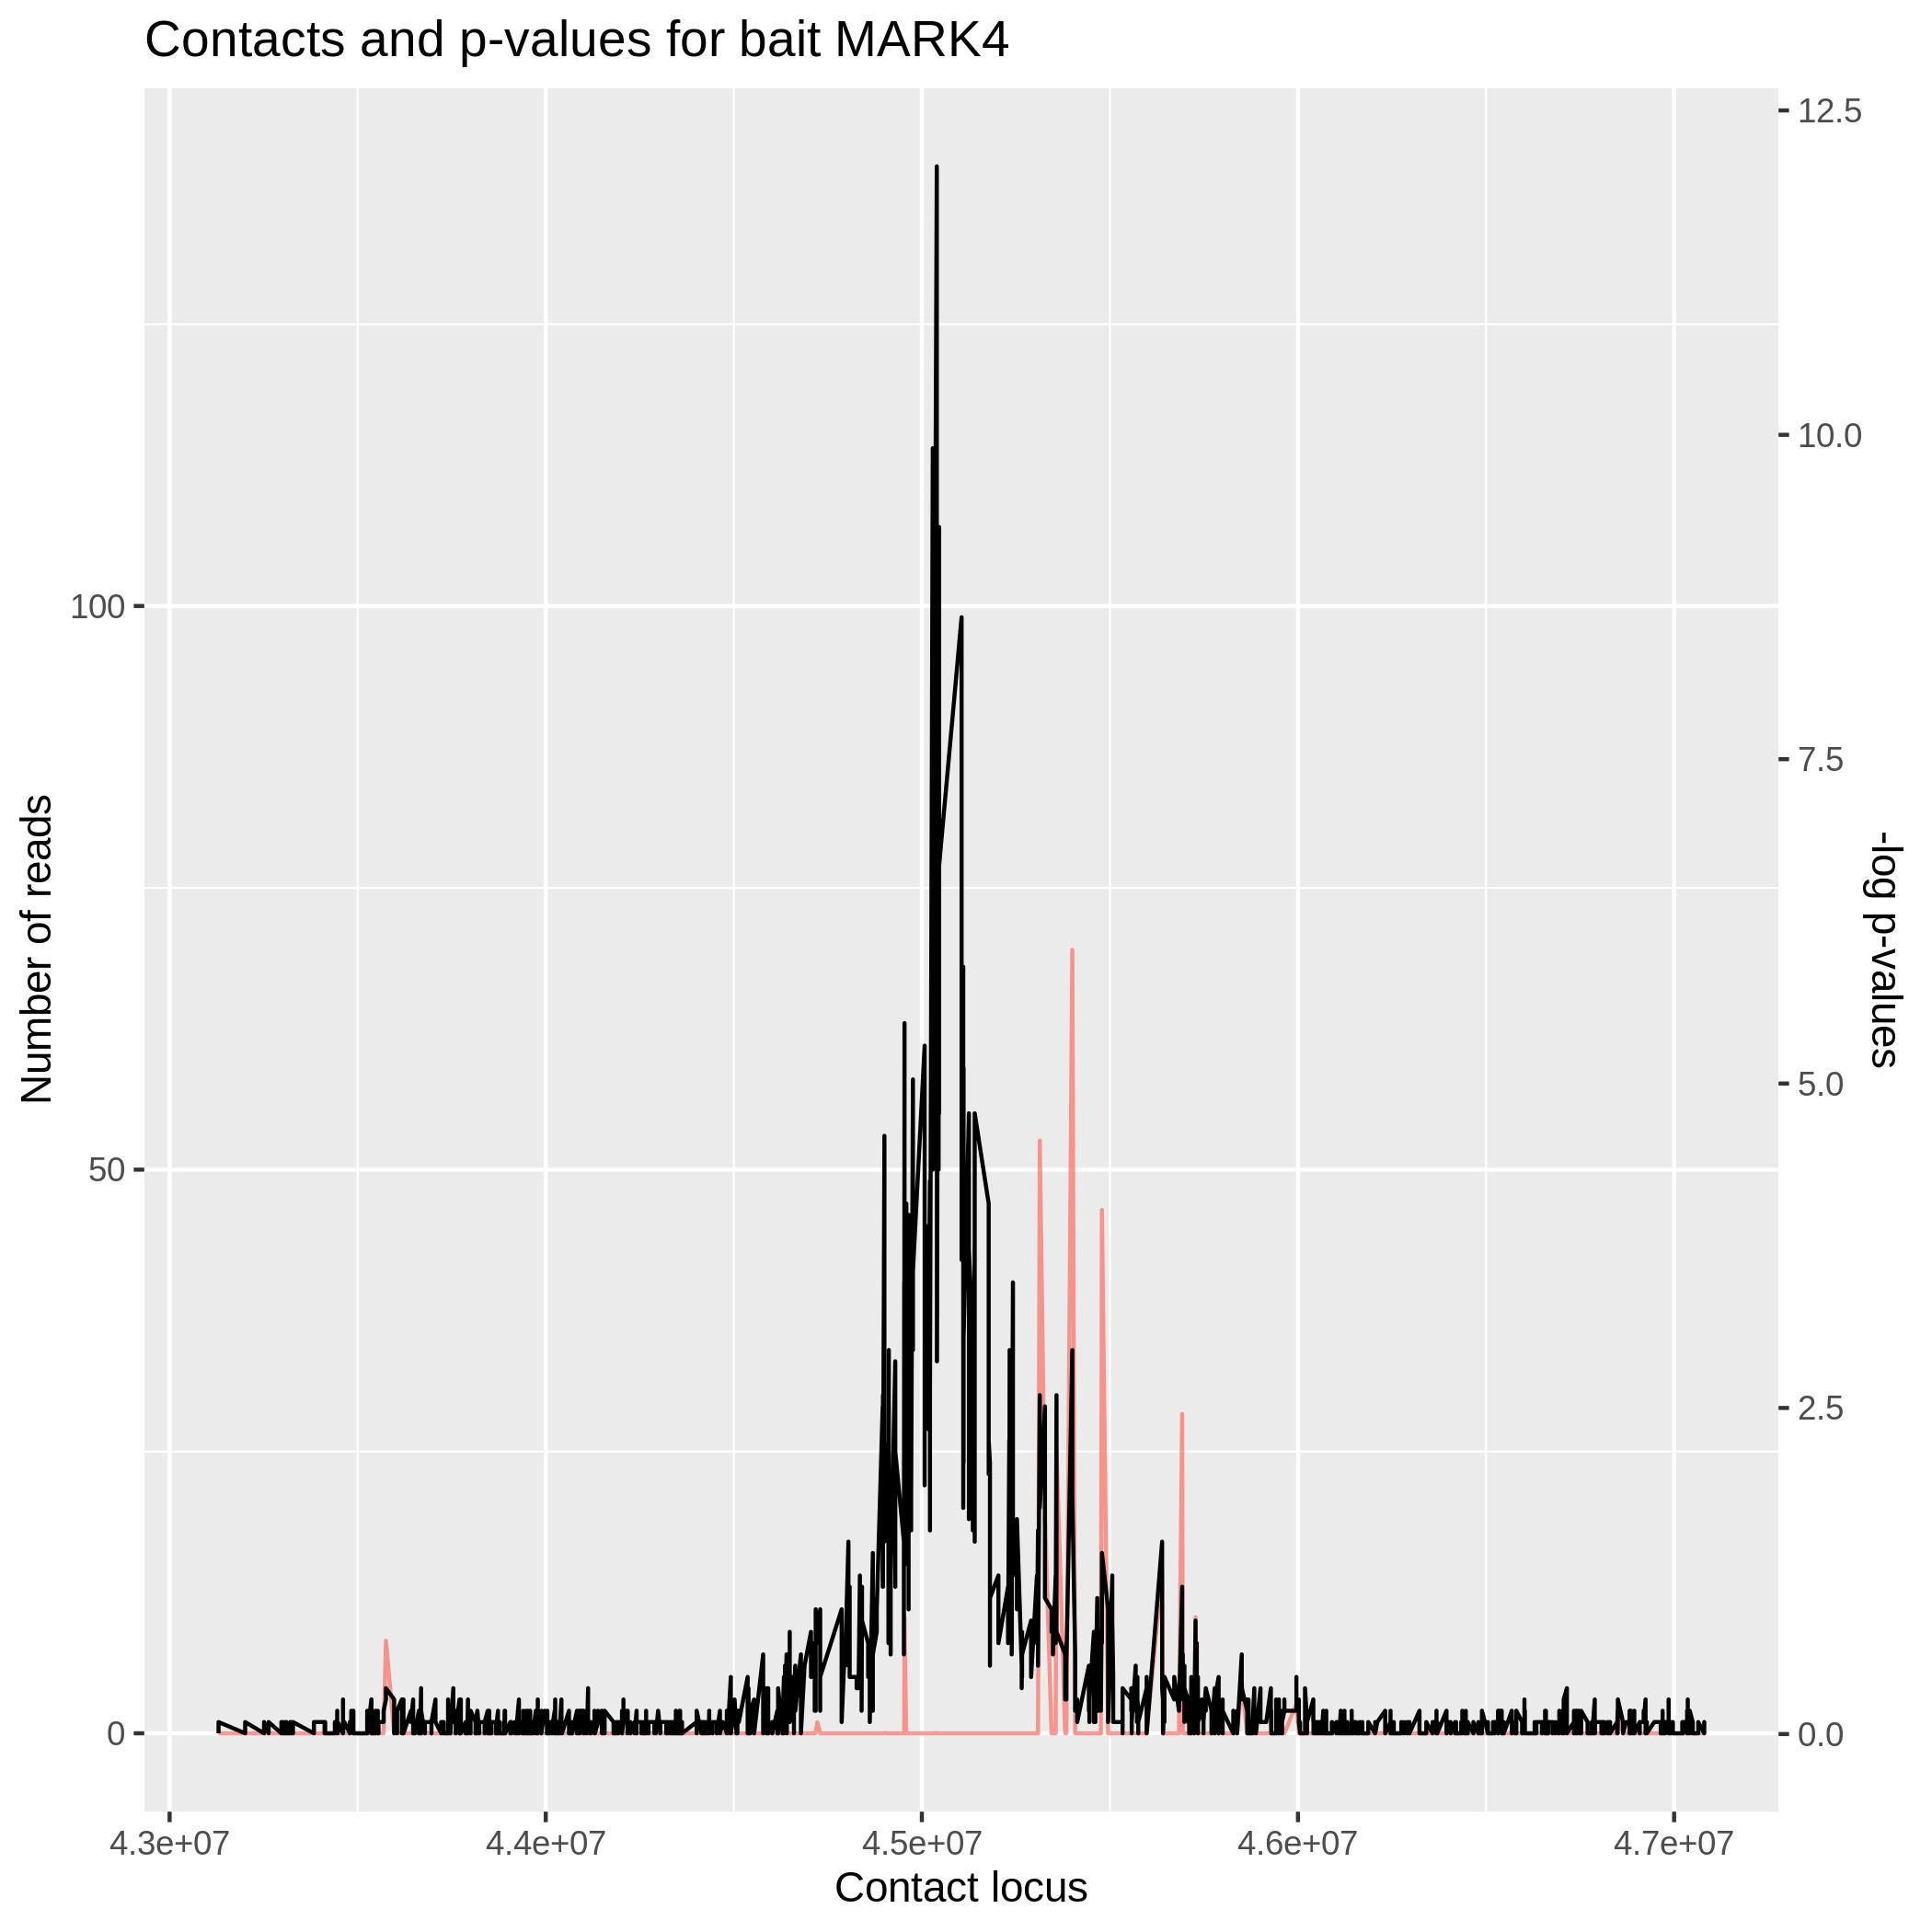 Contacts and p-values for bait MARK4
Number of reads
100
50
0
12.5
10.0
7.5
5.0
2.5
0.0
-log p-values
4.3e+07
4.4e+07
4.5e+07
4.6e+07
4.7e+07
Contact locus